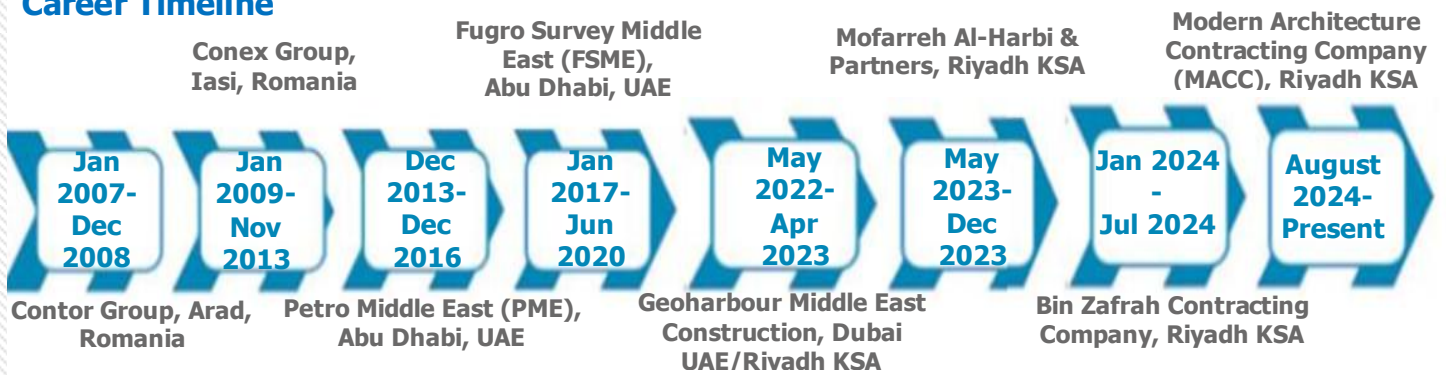 Career Timeline
Conex Group,
Iasi, Romania
Fugro Survey Middle
East (FSME),
Abu Dhabi, UAE
Mofarreh Al-Harbi &
Partners, Riyadh KSA
Modern Architecture
Contracting Company
(MACC), Riyadh KSA
Jan
2007-
Dec
2008
Jan
2009-
Nov
2013
Dec
2013-
Dec
2016
Jan
2017-
Jun
2020
May
2022-
Apr
2023
May
2023-
Dec
2023
Jan 2024
-
Jul 2024
August
2024-
Present
Contor Group, Arad,
Romania
Petro Middle East (PME),
Abu Dhabi, UAE
Geoharbour Middle East
Construction, Dubai
UAE/Riyadh KSA
Bin Zafrah Contracting
Company, Riyadh KSA